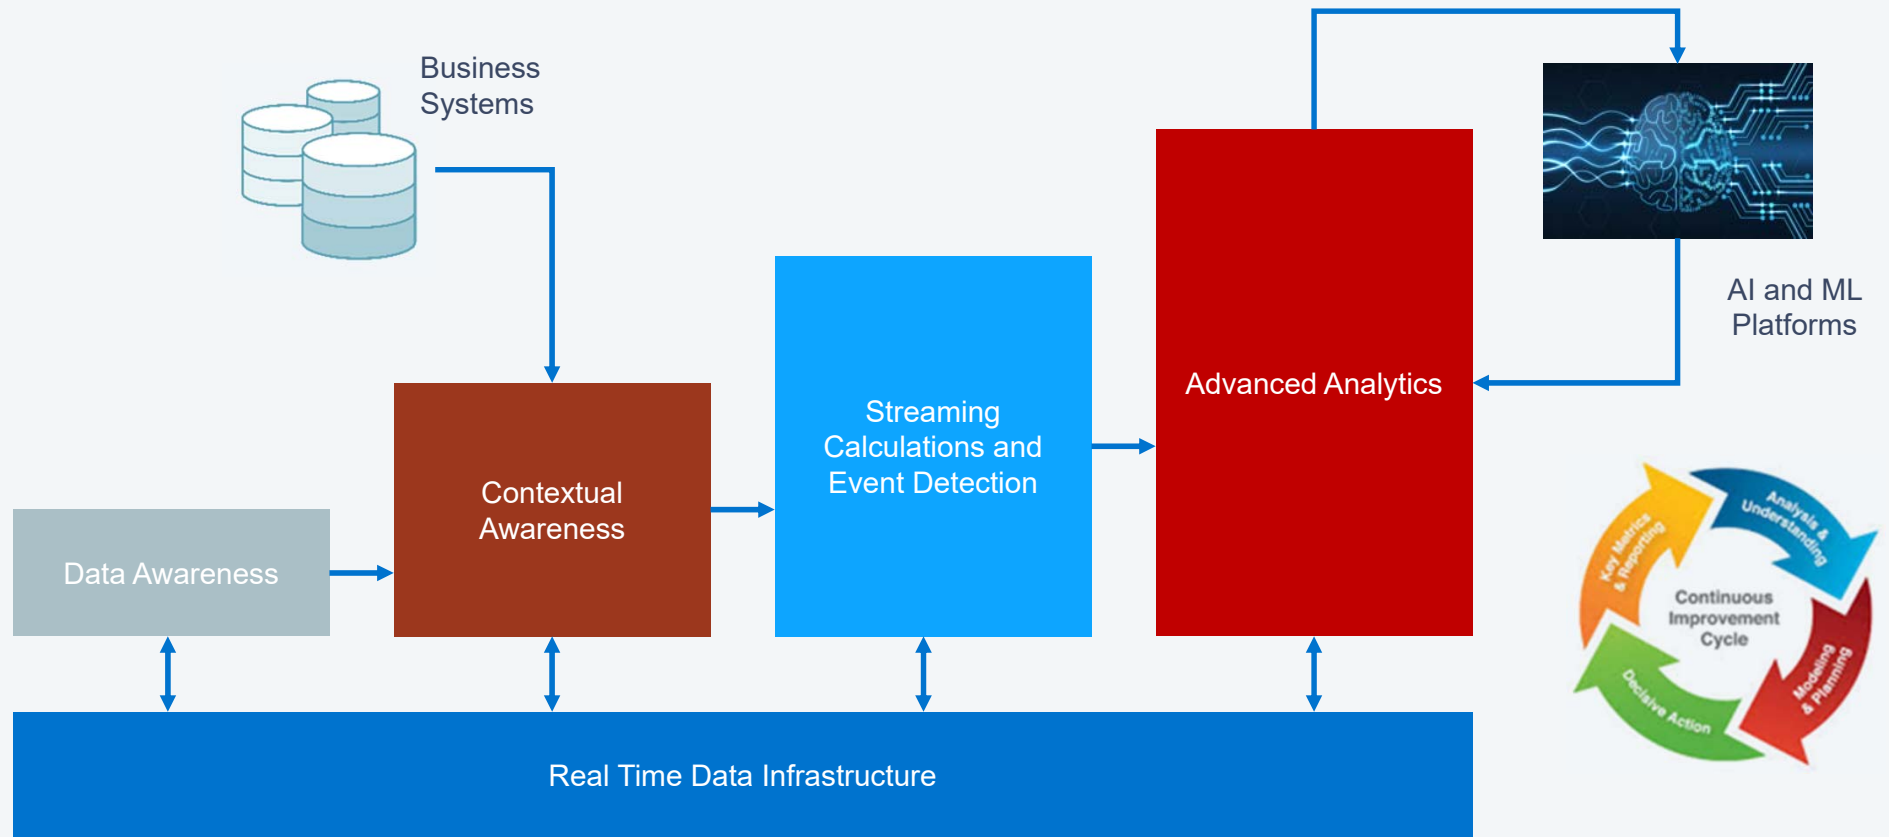 Business
Systems
AI and ML
Platforms
Advanced Analytics
Streaming
Calculations and
Event Detection
Contextual
Awareness
Data Awareness
Real Time Data Infrastructure
Analysis &
Understanding
Modeling
& Planning
Decisive Action
Key Metrics
& Reporting
Continuous
Improvement
Cycle